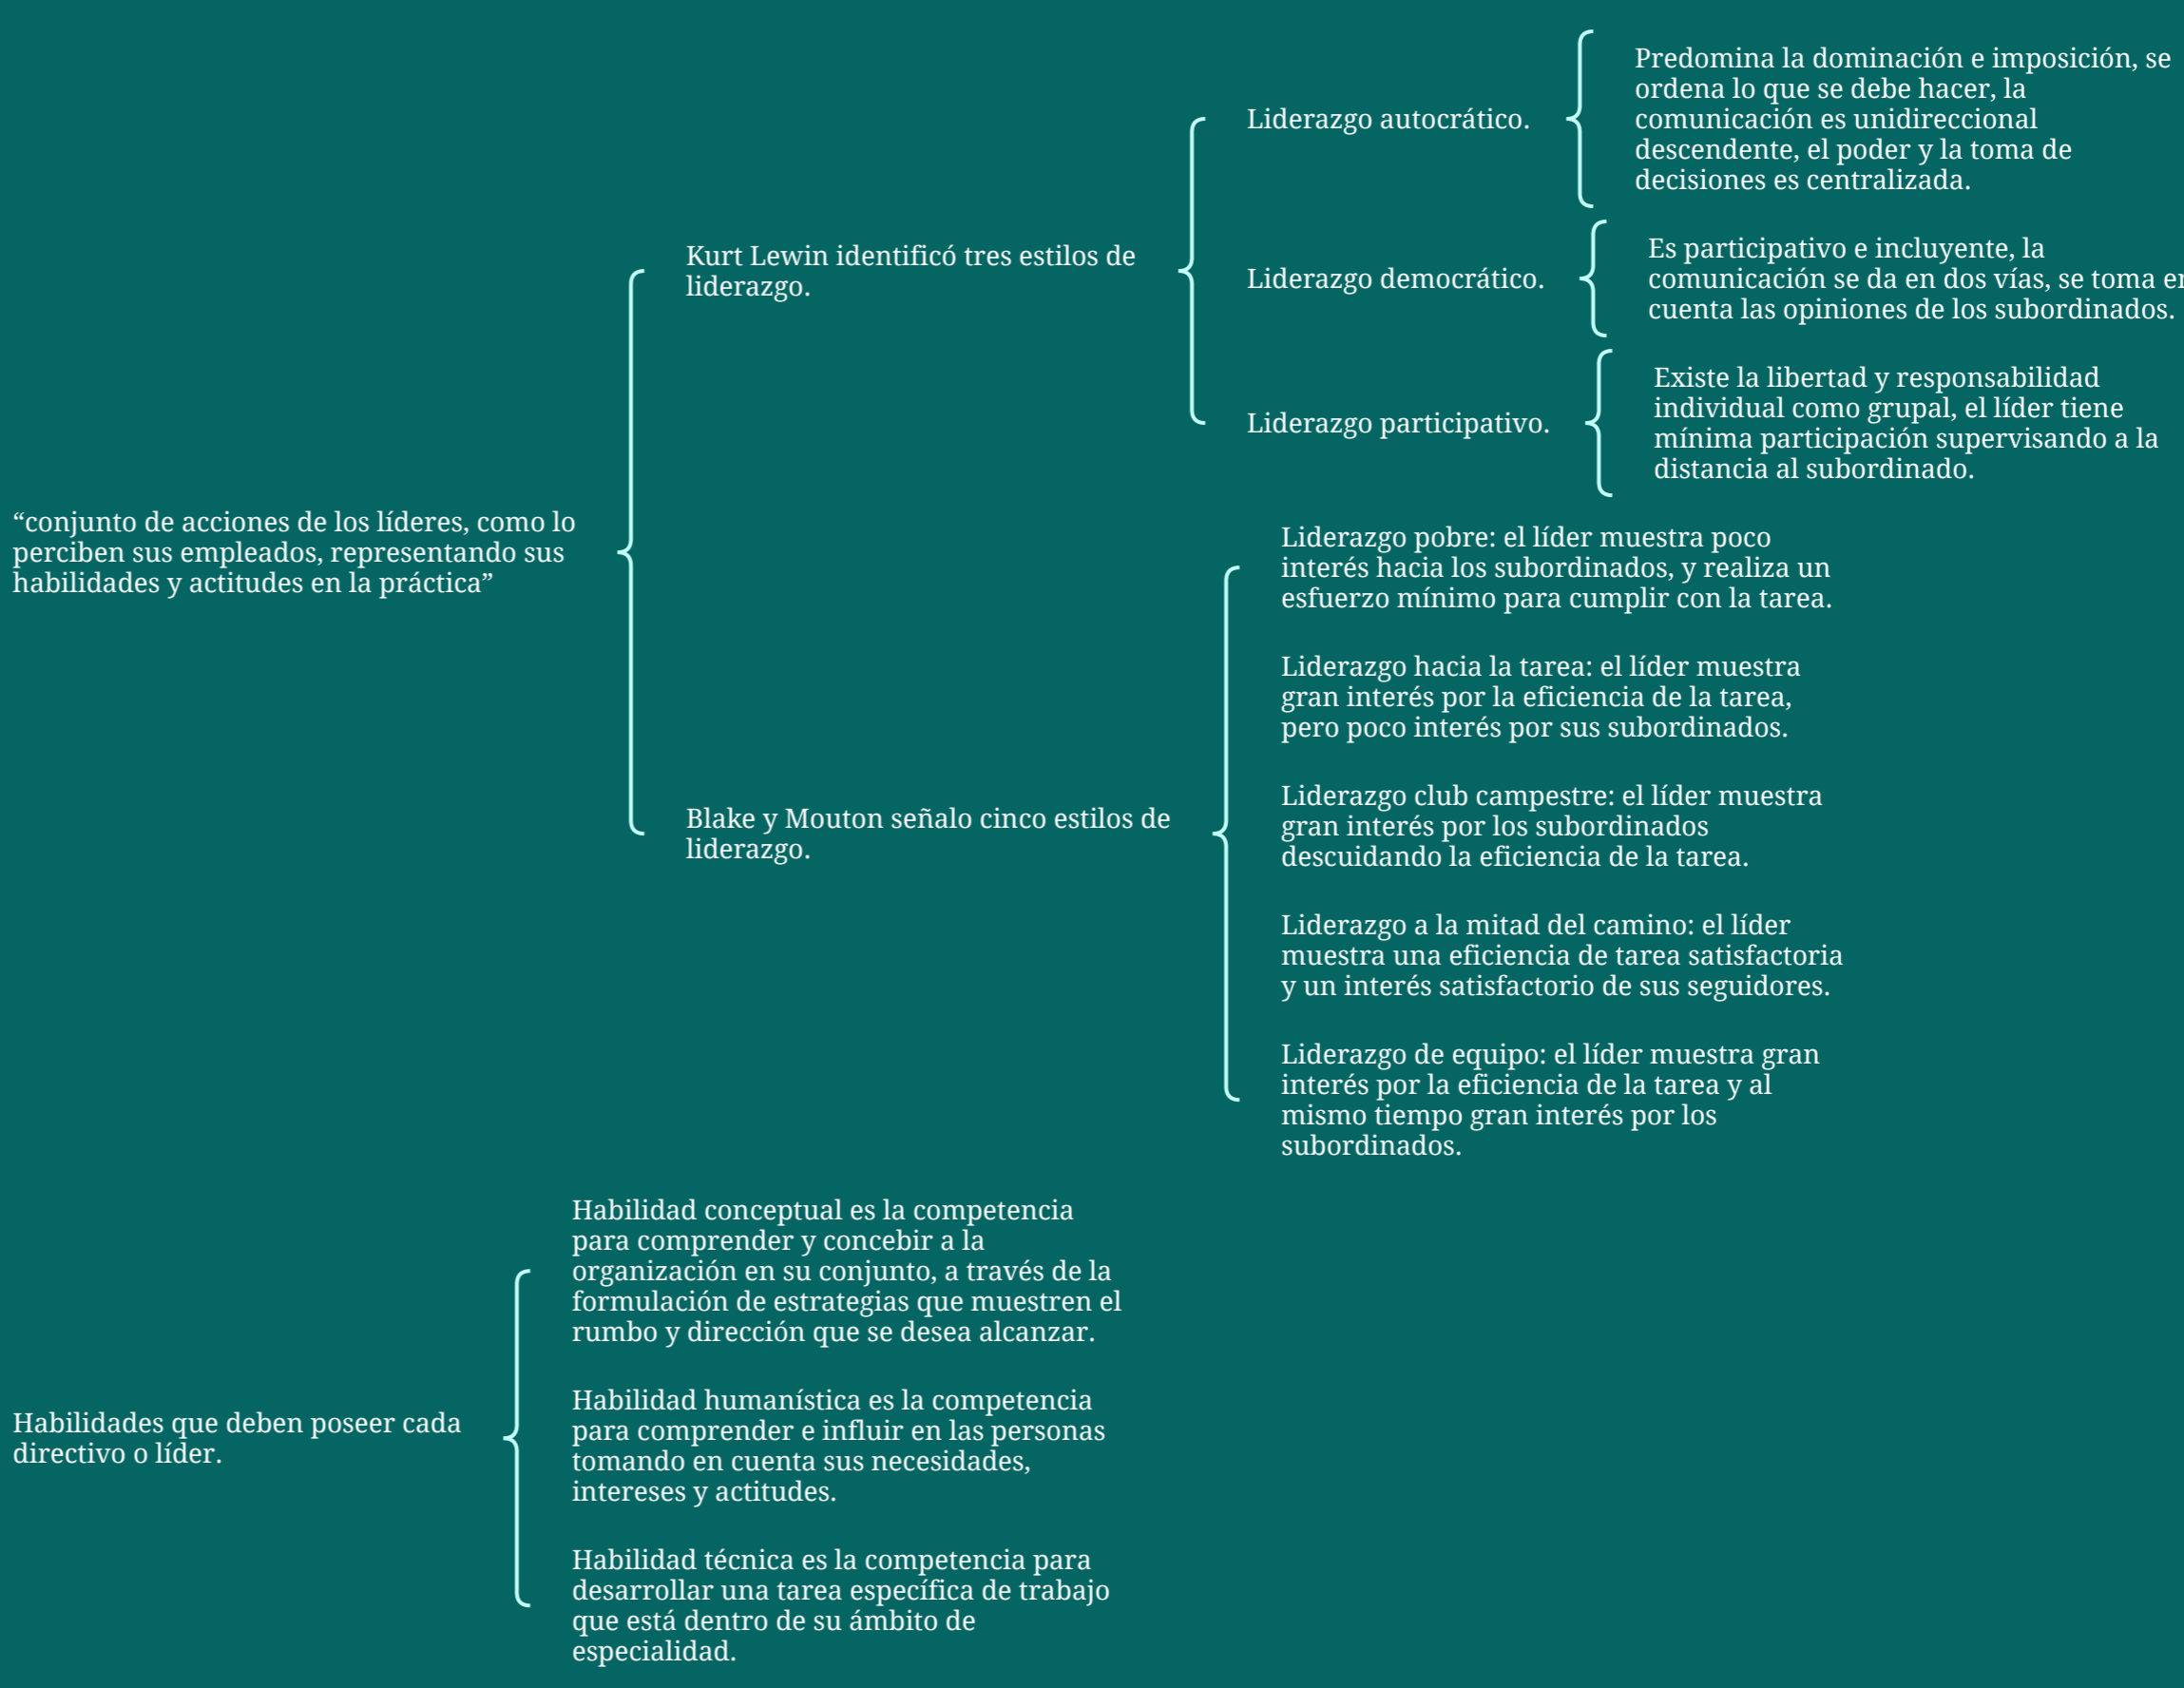 “conjunto de acciones de los líderes, como lo
perciben sus empleados, representando sus
habilidades y actitudes en la práctica”
Kurt Lewin identificó tres estilos de
liderazgo.
Liderazgo autocrático.
Predomina la dominación e imposición, se
ordena lo que se debe hacer, la
comunicación es unidireccional
descendente, el poder y la toma de
decisiones es centralizada.
Liderazgo democrático.
Es participativo e incluyente, la
comunicación se da en dos vías, se toma en
cuenta las opiniones de los subordinados.
Liderazgo participativo.
Existe la libertad y responsabilidad
individual como grupal, el líder tiene
mínima participación supervisando a la
distancia al subordinado.
Blake y Mouton señalo cinco estilos de
liderazgo.
Liderazgo pobre: el líder muestra poco
interés hacia los subordinados, y realiza un
esfuerzo mínimo para cumplir con la tarea.
Liderazgo hacia la tarea: el líder muestra
gran interés por la eficiencia de la tarea,
pero poco interés por sus subordinados.
Liderazgo club campestre: el líder muestra
gran interés por los subordinados
descuidando la eficiencia de la tarea.
Liderazgo a la mitad del camino: el líder
muestra una eficiencia de tarea satisfactoria
y un interés satisfactorio de sus seguidores.
Liderazgo de equipo: el líder muestra gran
interés por la eficiencia de la tarea y al
mismo tiempo gran interés por los
subordinados.
Habilidades que deben poseer cada
directivo o líder.
Habilidad conceptual es la competencia
para comprender y concebir a la
organización en su conjunto, a través de la
formulación de estrategias que muestren el
rumbo y dirección que se desea alcanzar.
Habilidad humanística es la competencia
para comprender e influir en las personas
tomando en cuenta sus necesidades,
intereses y actitudes.
Habilidad técnica es la competencia para
desarrollar una tarea específica de trabajo
que está dentro de su ámbito de
especialidad.